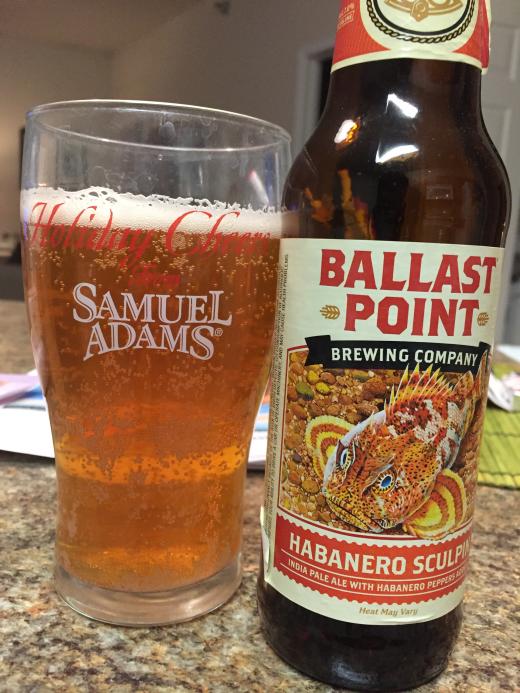 Holiday Cheers
From
SAMUEL
ADAMS®
BALLAST
POINT
BREWING COMPANY
HABANERO SCULPIN
INDIA PALE ALE WITH HABANERO PEPPERS
Heat May Vary